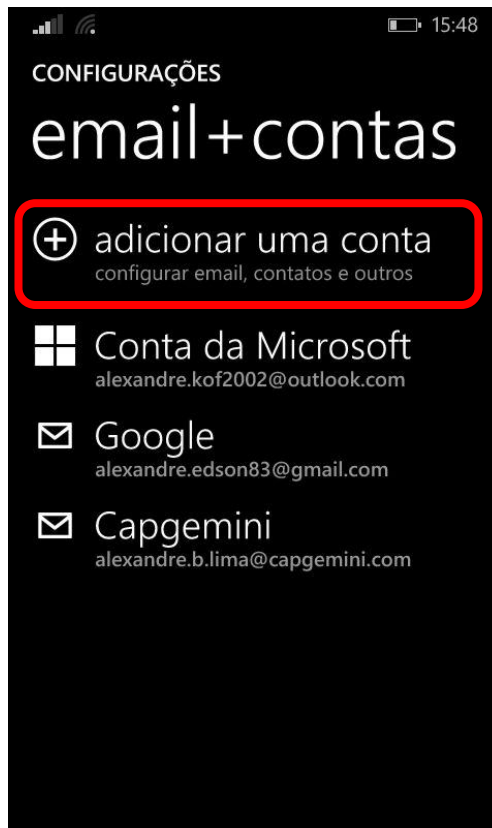 15:48
CONFIGURAÇÕES
email+contas
adicionar uma conta
configurar email, contatos e outros
Conta da Microsoft
alexandre.kof2002@outlook.com
Google
alexandre.edson83@gmail.com
Capgemini
alexandre.b.lima@capgemini.com